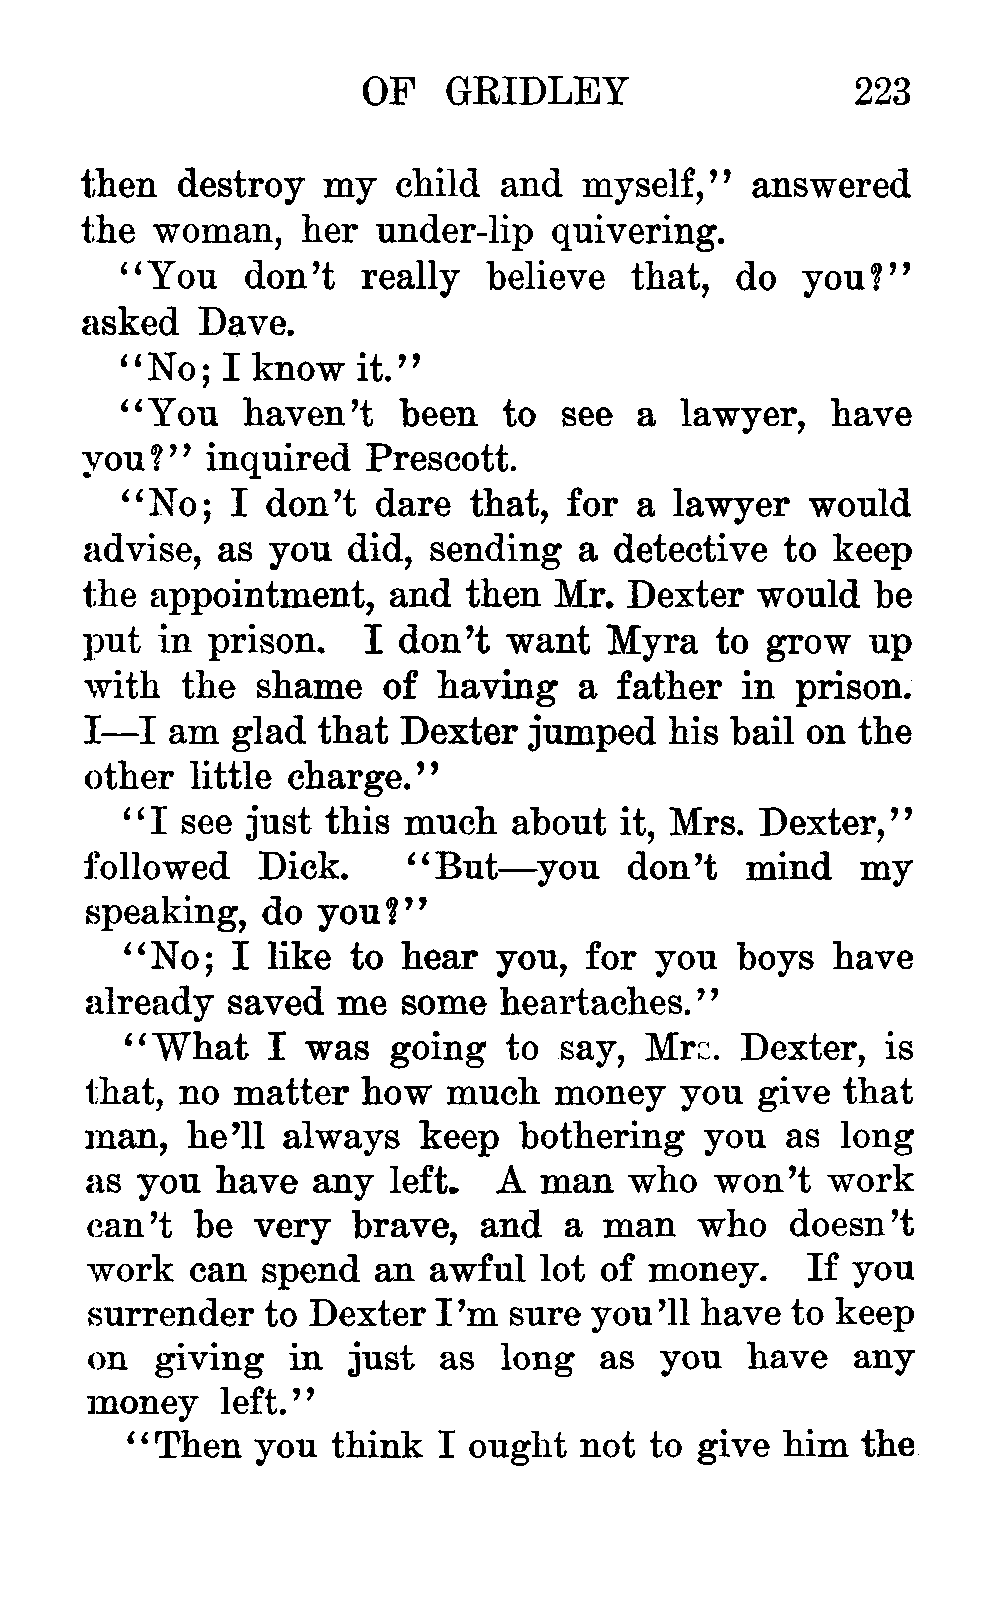 OF GRIDLEY 223
then destroy my child and myself,” answered
the woman, her under-lip quivering.
“You don’t really believe that, do you?”
asked Dave.
“No; I know it.”
“You haven’t been to see a lawyer, have
you?” inquired Prescott.
“No; I don’t dare that, for a lawyer would
advise, as you did, sending a detective to keep
the appointment, and then Mr. Dexter would be
put in prison. I don’t want Myra to grow up
with the shame of having a father in prison.
I—I am glad that Dexter jumped his bail on the
other little charge.”
“I see just this much about it, Mrs. Dexter,”
followed Dick. “But—you don’t mind my
speaking, do you?”
“No; I like to hear you, for you boys have
already saved me some heartaches.”
“What I was going to say, Mrs. Dexter, is
that, no matter how much money you give that
man, he’ll always keep bothering you as long
as you have any left. A man who won’t work
can’t be very brave, and a man who doesn’t
work can spend an awful lot of money. If you
surrender to Dexter I’m sure you’ll have to keep
on giving in just as long as you have any
money left.”
“Then you think I ought not to give him the